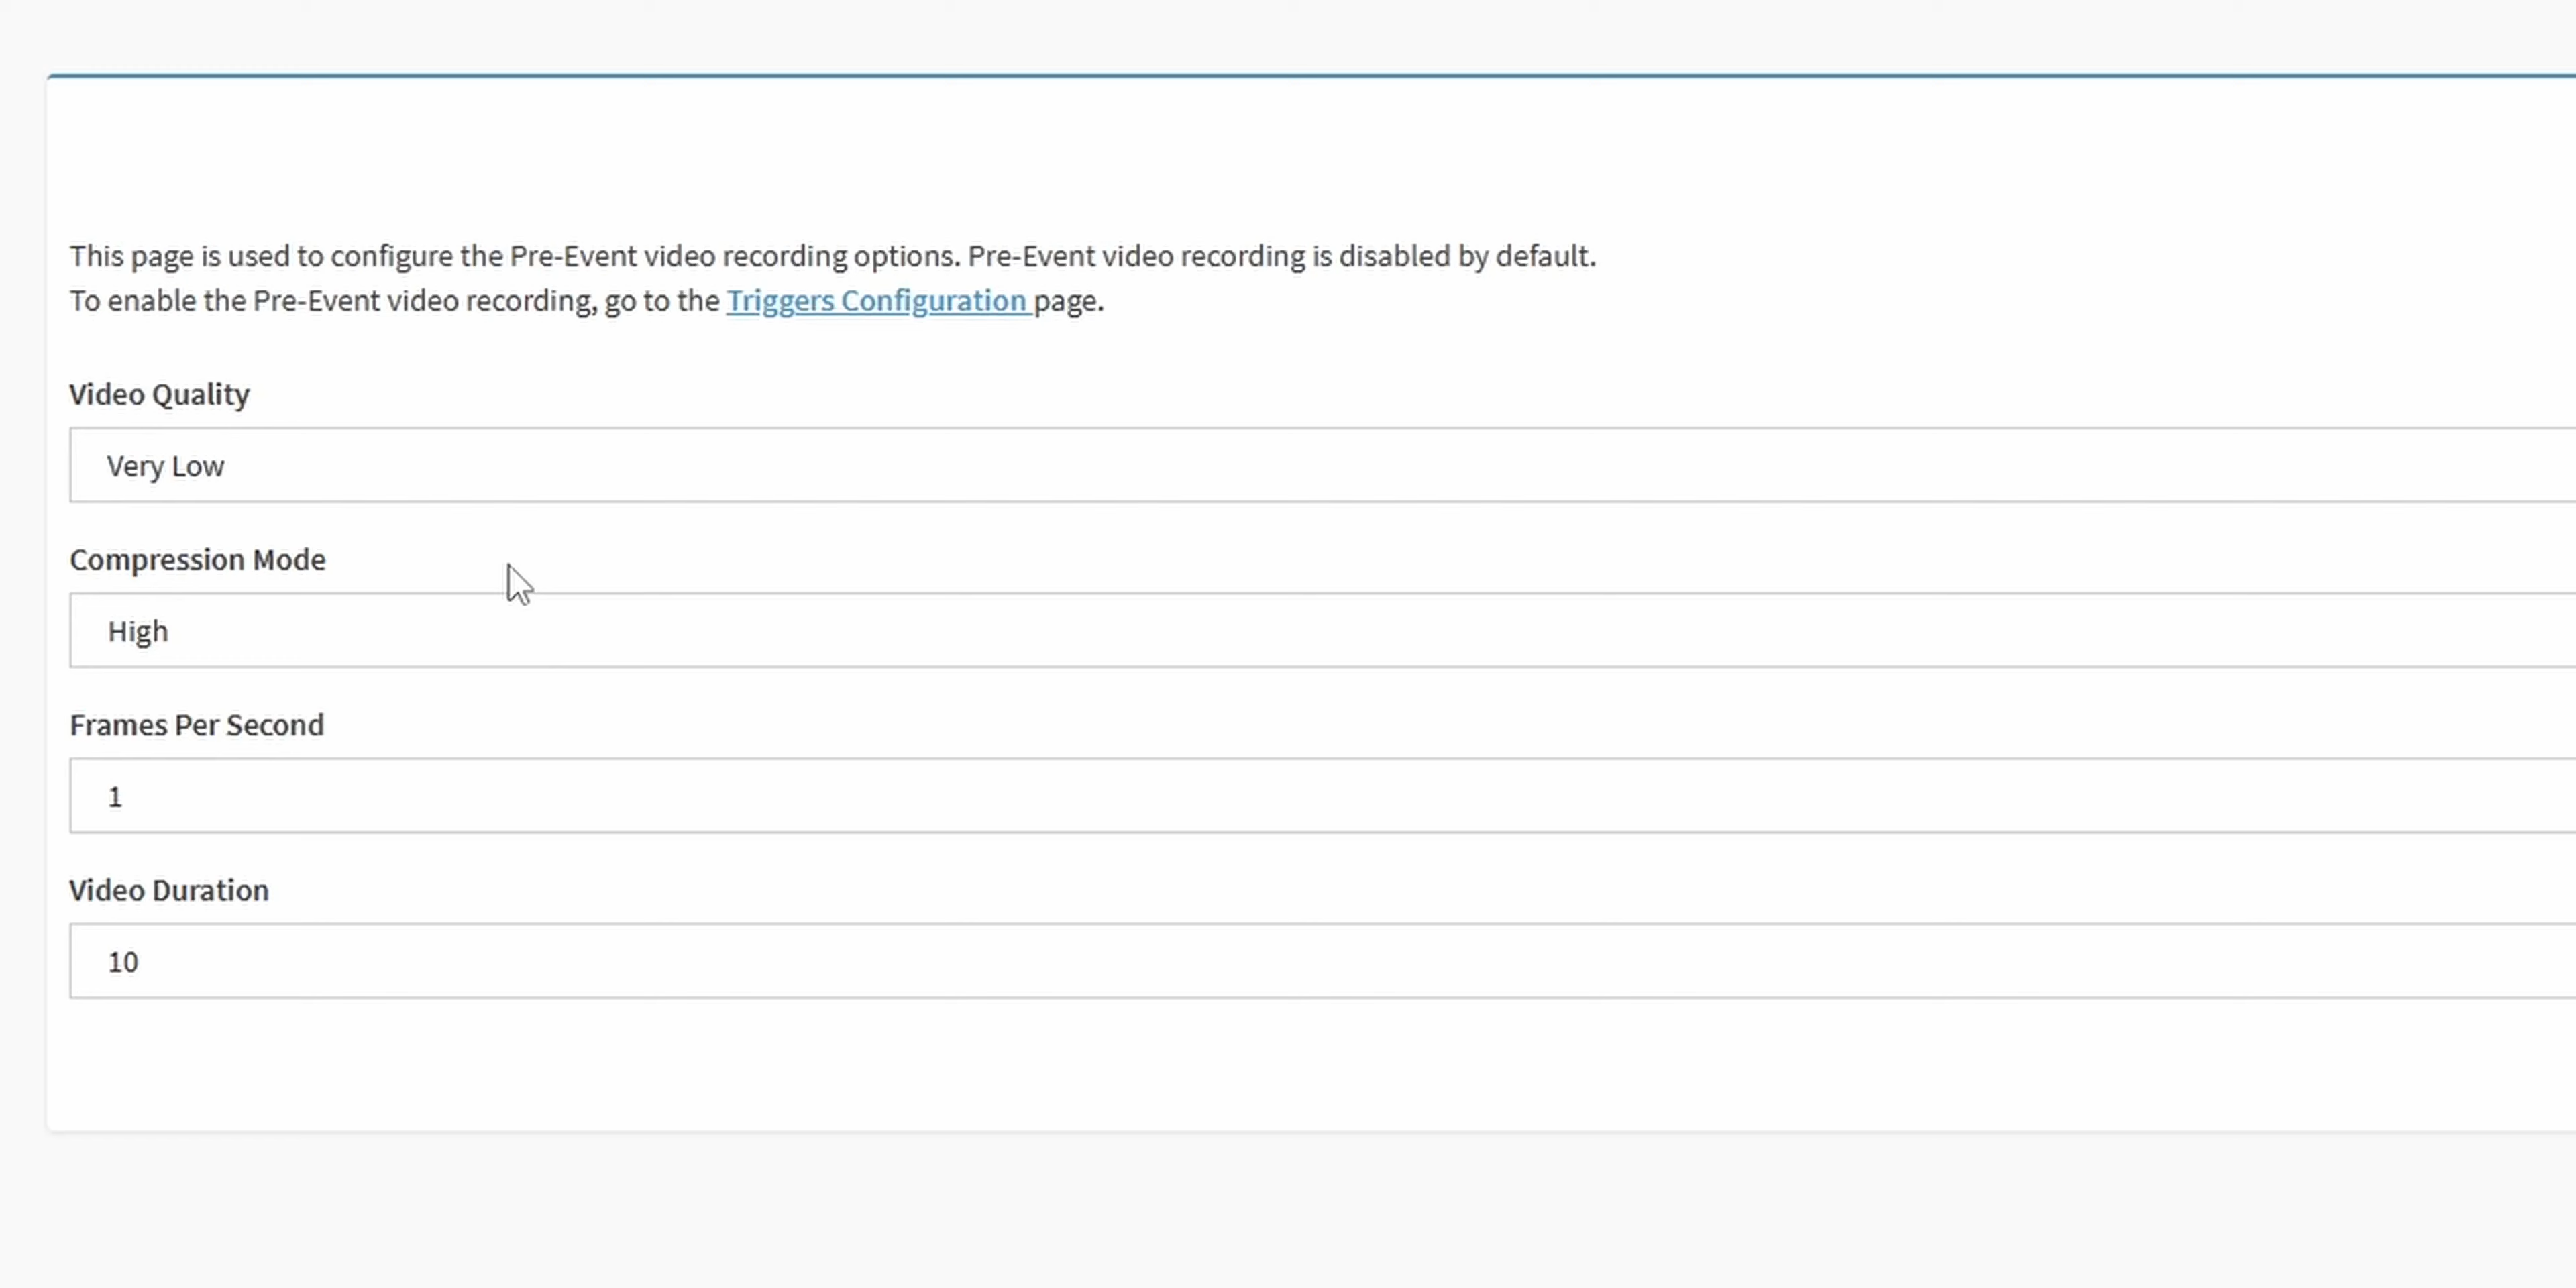 This page is used to configure the Pre-Event video recording options. Pre-Event video recording is disabled by default.
To enable the Pre-Event video recording, go to the Triggers Configuration page.
Video Quality
Very Low
Compression Mode
High
Frames Per Second
1
Video Duration
10